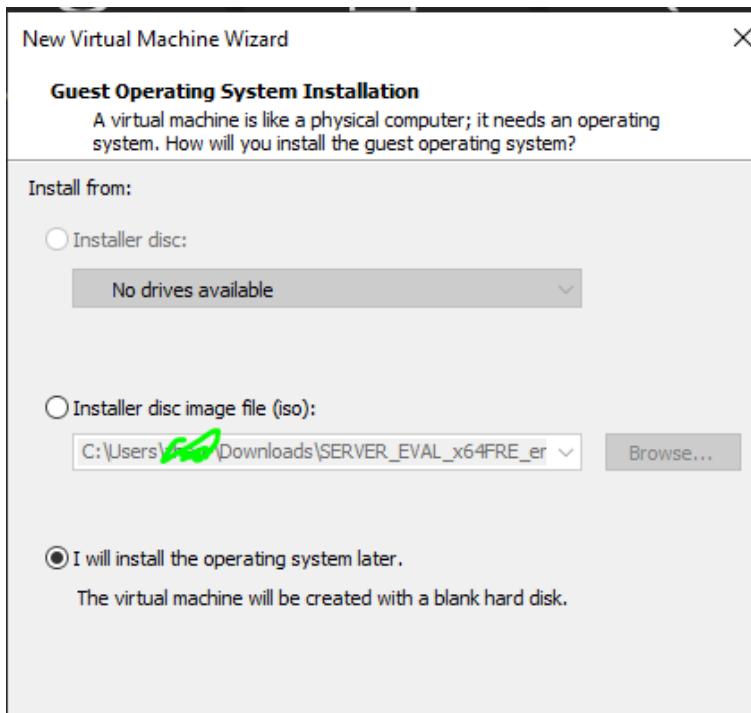 New Virtual Machine Wizard
Guest Operating System Installation
A virtual machine is like a physical computer; it needs an operating
system. How will you install the guest operating system?
Install from:
Installer disc:
No drives available
Installer disc image file (iso):
C:\Users\ \Downloads\SERVER_EVAL_x64FRE_er
Browse...
I will install the operating system later.
The virtual machine will be created with a blank hard disk.